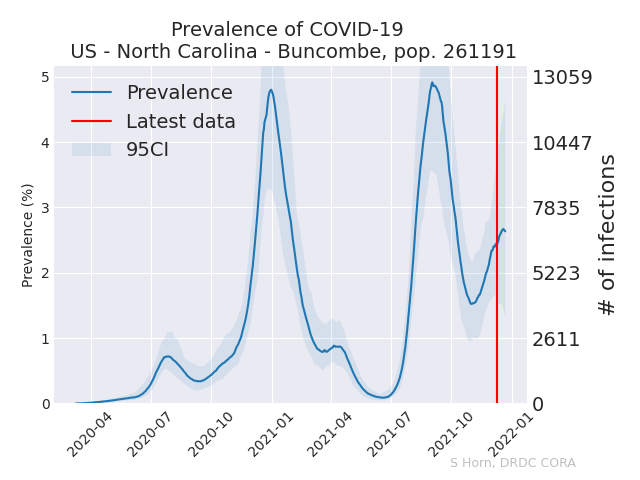 Prevalence of COVID-19
US - North Carolina - Buncombe, pop. 261191
Prevalence (%)
5
4
3
2
1
0
Prevalence
Latest data
95CI
13059
10447
7835
5223
2611
0
# of infections
2020-04
2020-07
2020-10
2021-01
2021-04
2021-07
2021-10
2022-01
S Horn, DRDC CORA